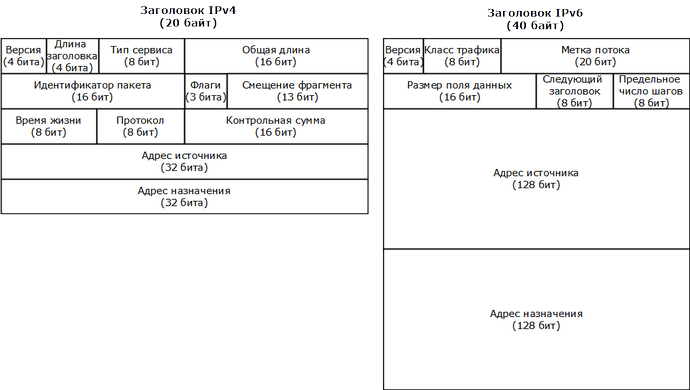 Заголовок IPv4
(20 байт)
Версия
(4 бита)
Длина
заголовка
(4 бита)
Тип сервиса
(8 бит)
Общая длина
(16 бит)
Идентификатор пакета
(16 бит)
Флаги
(3 бита)
Смещение фрагмента
(13 бит)
Время жизни
(8 бит)
Протокол
(8 бит)
Контрольная сумма
(16 бит)
Адрес источника
(32 бита)
Адрес назначения
(32 бита)
Заголовок IPv6
(40 байт)
Версия
(4 бита)
Класс трафика
(8 бит)
Метка потока
(20 бит)
Размер поля данных
(16 бит)
Следующий
заголовок
(8 бит)
Предельное
число шагов
(8 бит)
Адрес источника
(128 бит)
Адрес назначения
(128 бит)